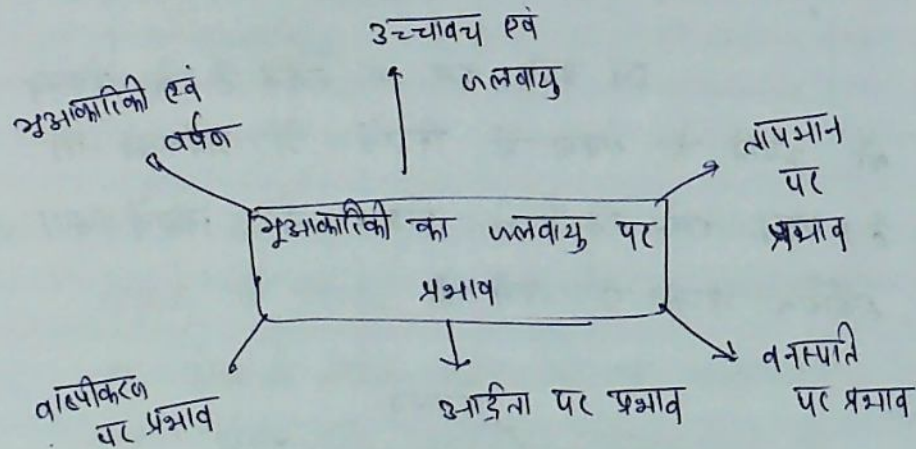 उच्चावच एवं
जलवायु
भूआकारिकी एवं
वर्षण
तापमान
पर
प्रभाव
भूआकारिकी का जलवायु पर
प्रभाव
वाष्पीकरण
पर प्रभाव
आर्द्रता पर प्रभाव
वनस्पति
पर प्रभाव